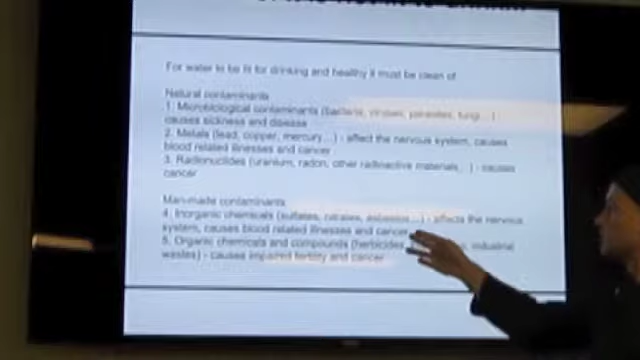 For water to be fit for drinking and healthy it must be clean of
Natural contaminants
1. Microbiological contaminants (bacteria, viruses, parasites, fungi...)
causes sickness and disease
2. Metals (lead, copper, mercury...) - affect the nervous system, causes
blood related illnesses and cancer
3. Radionuclides (uranium, radon, other radioactive materials...) - causes
cancer
Man-made contaminants
4. Inorganic chemicals (sulfates, nitrates, asbestos...) - affects the nervous
system, causes blood related illnesses and cancer
5. Organic chemicals and compounds (herbicides, industrial
wastes) - causes impaired fertility and cancer